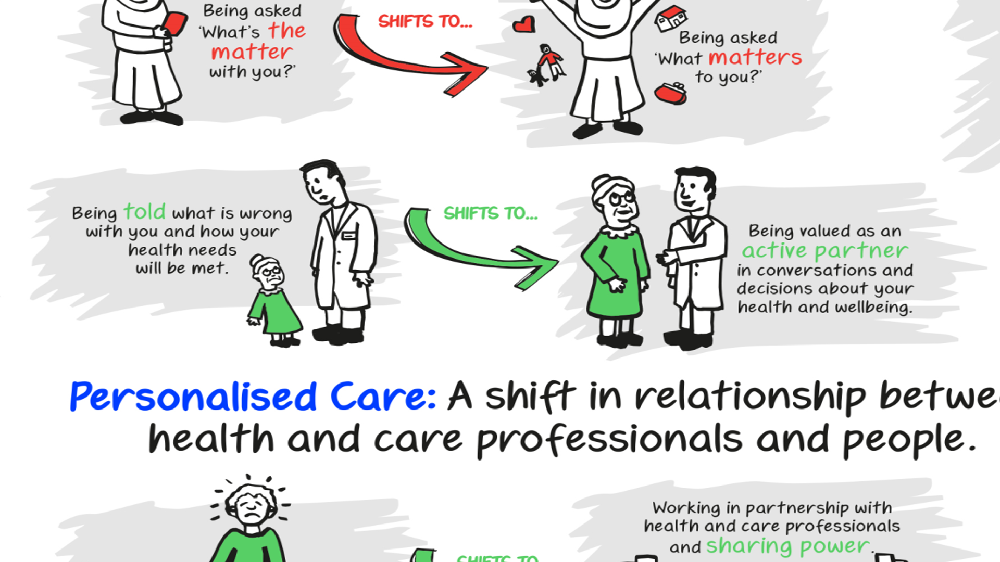 Being asked
‘What’s the
matter
with you?’
SHIFTS TO...
Being asked
‘What matters
to you?’
Being told what is wrong
with you and how your
health needs
will be met.
SHIFTS TO...
Being valued as an
active partner
in conversations and
decisions about your
health and wellbeing.
Personalised Care: A shift in relationship betwe
health and care professionals and people.
SHIFTS TO
Working in partnership with
health and care professionals
and sharing power.